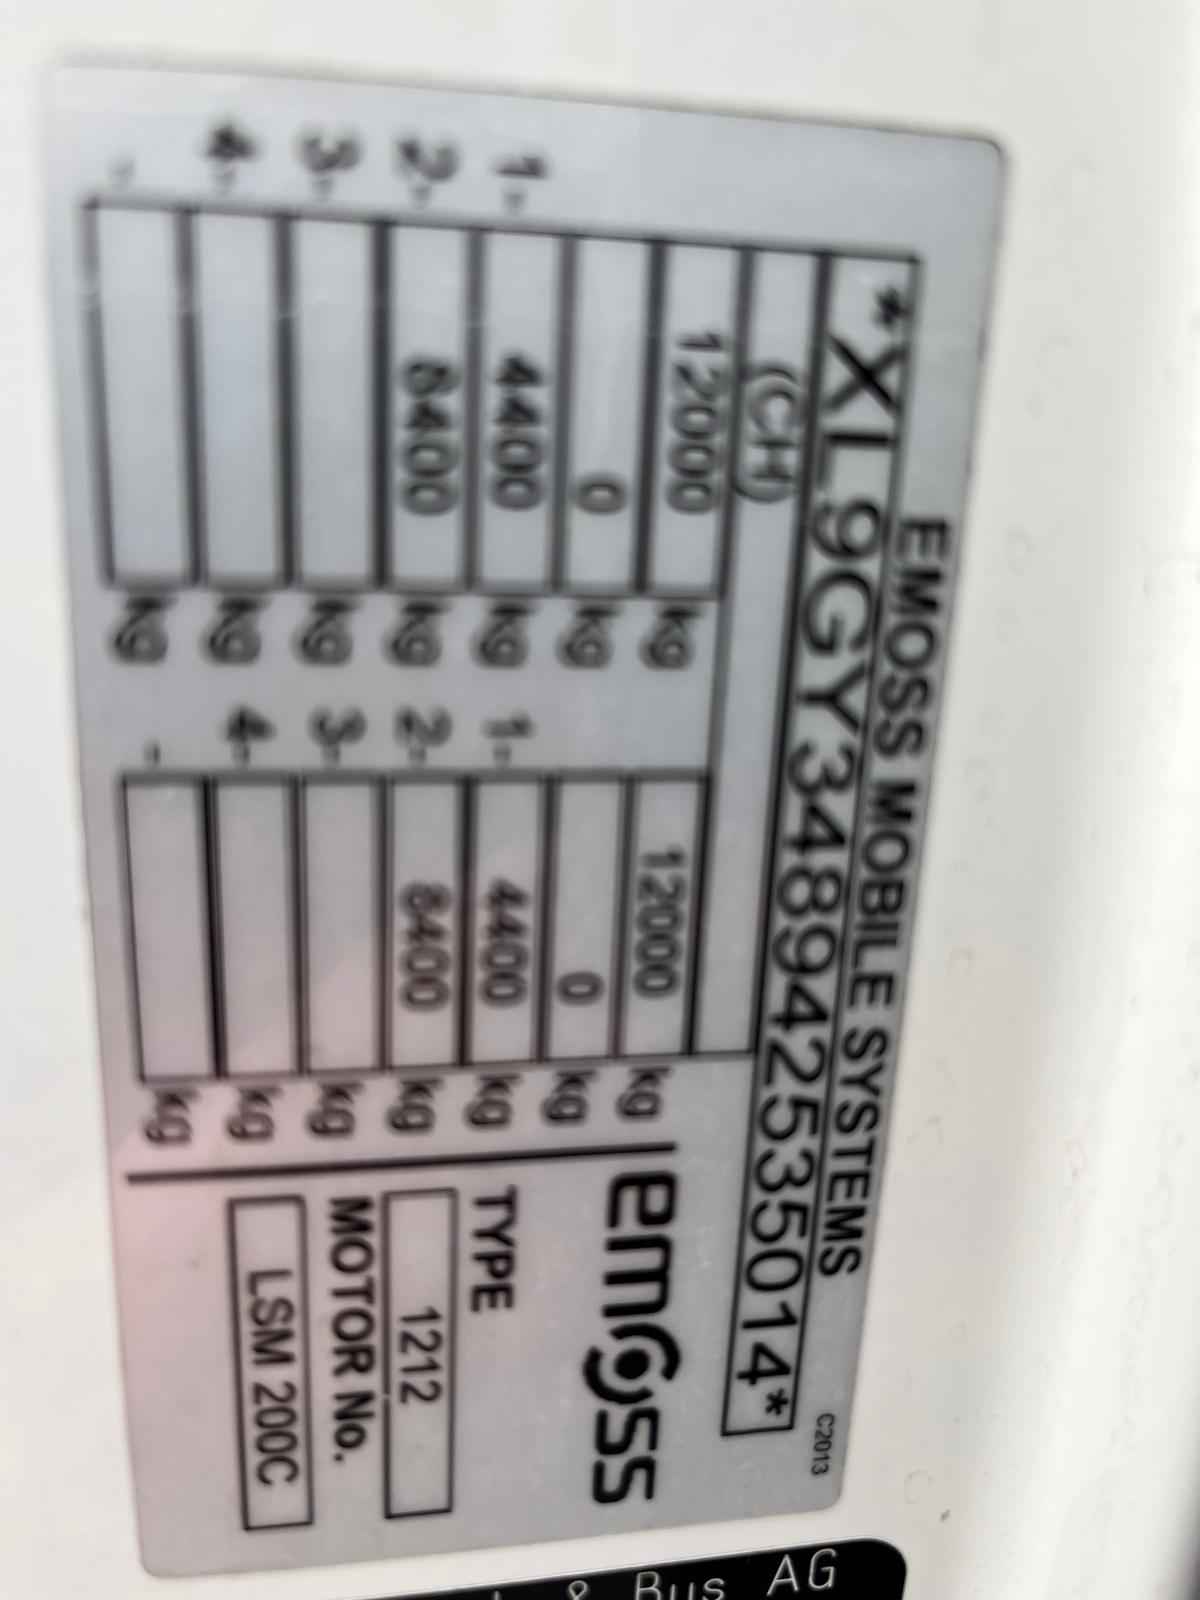 EMOSS MOBILE SYSTEMS
C2013
*XL9GY348942535014*
(CH)
12000 kg 12000 kg
0 kg 0 kg
1- 4400 kg 1- 4400 kg
2- 8400 kg 2- 8400 kg
3- kg 3- kg
4- kg 4- kg
- kg - kg
emoss
TYPE
1212
MOTOR No.
LSM 200C
& Bus AG